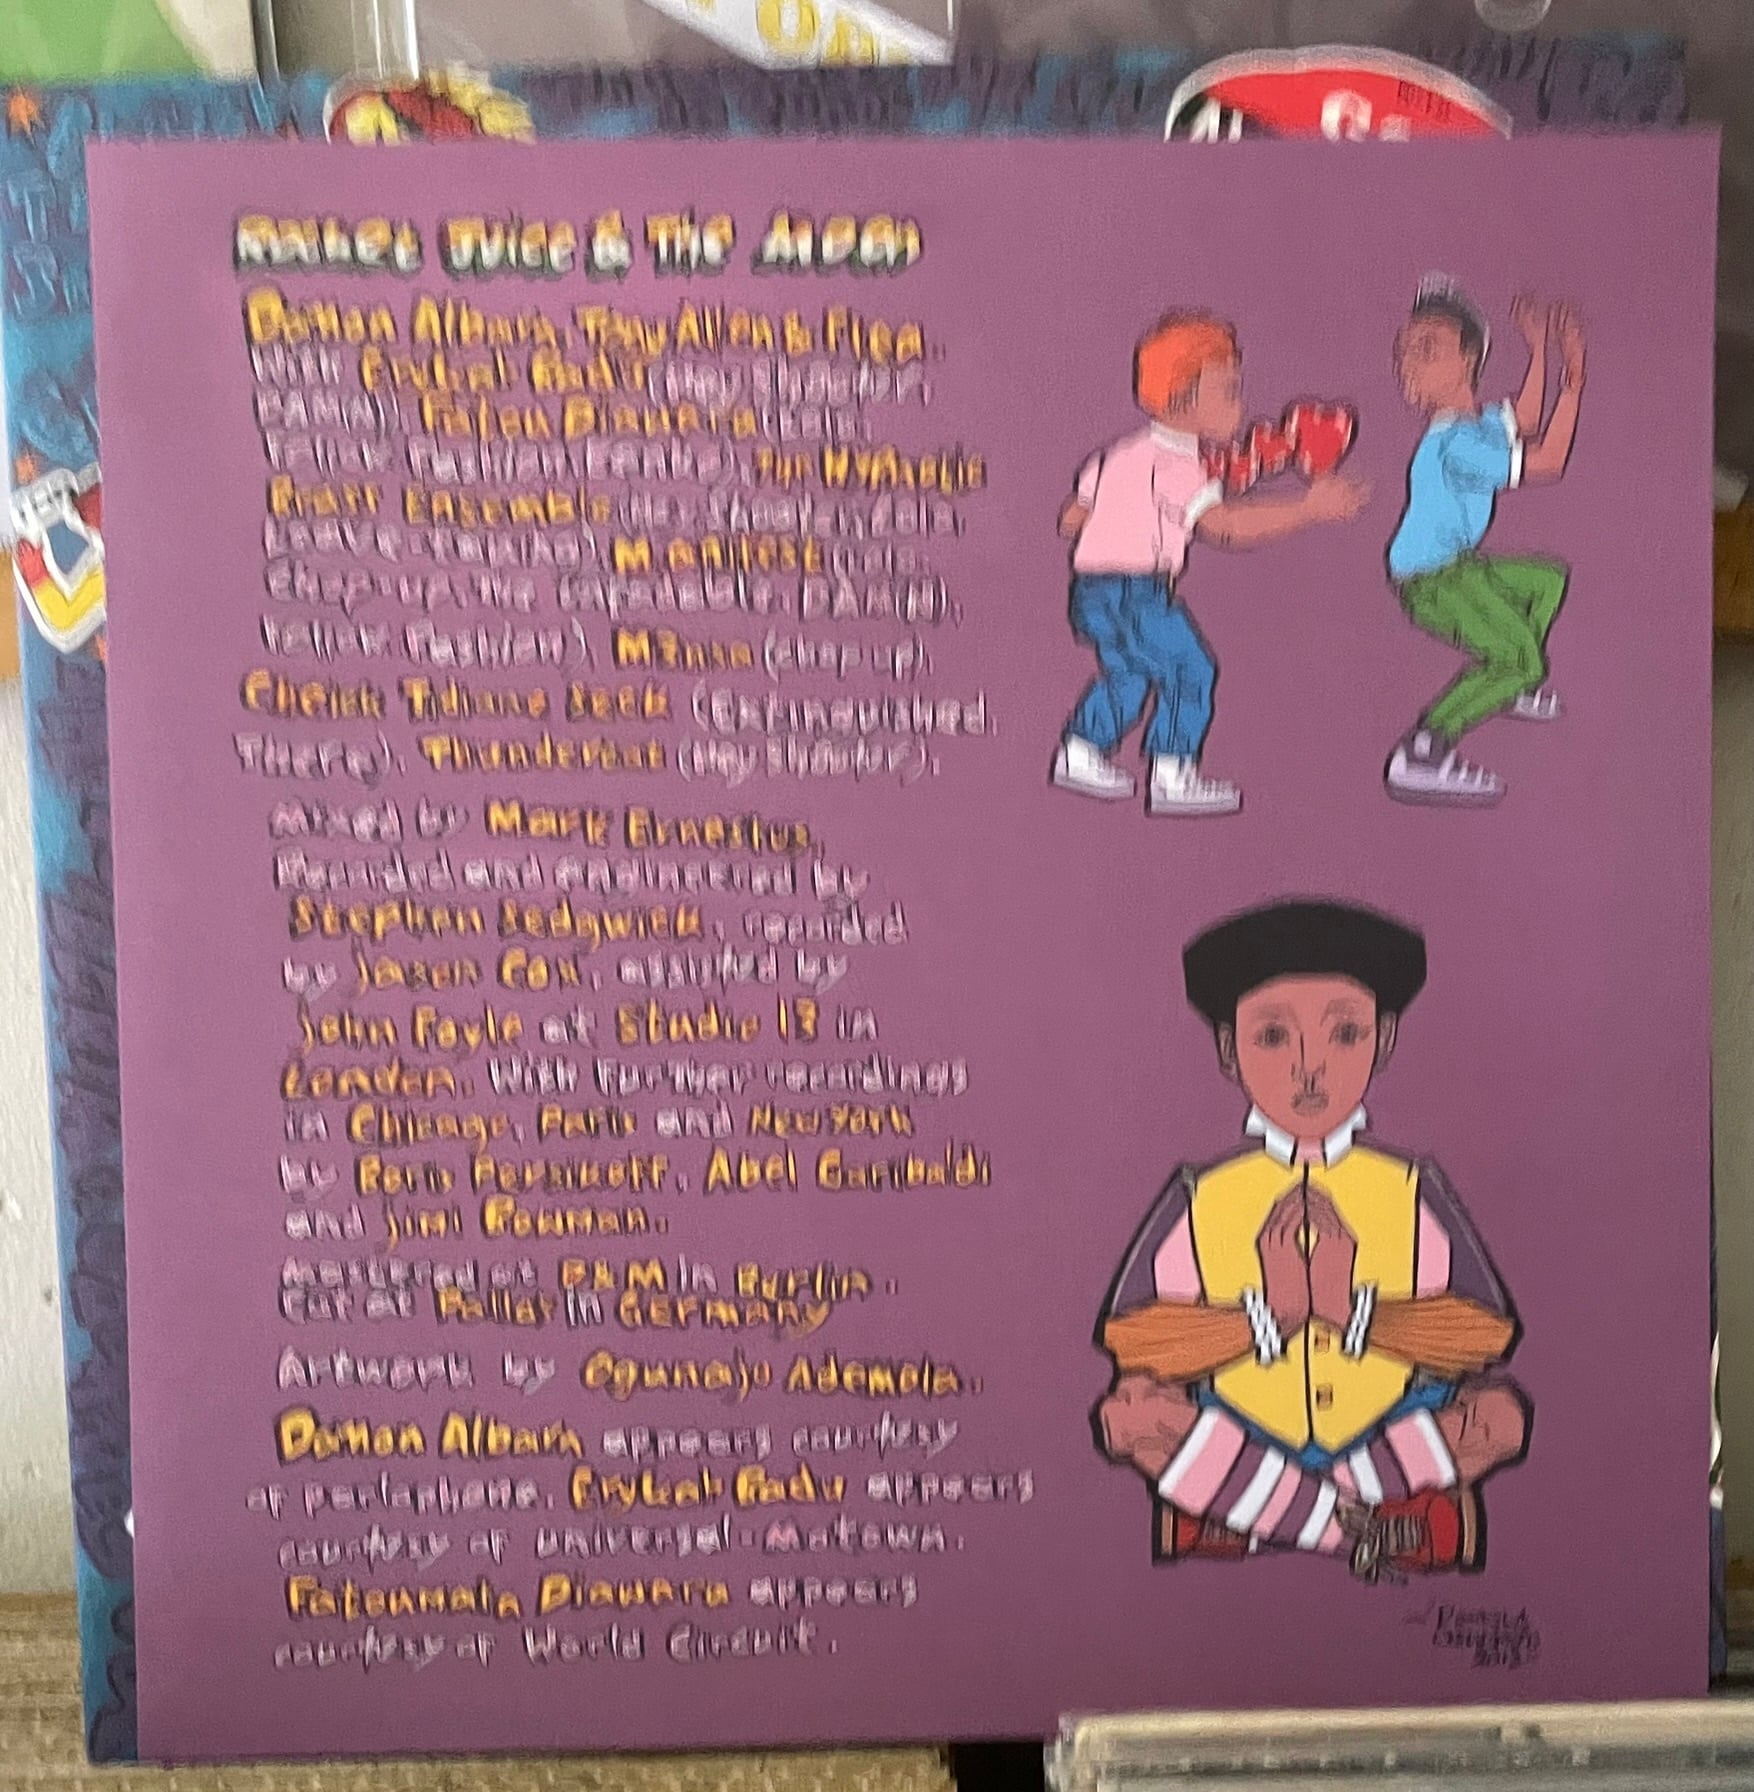 Rocket Juice & The Moon
Damon Albarn, Tony Allen & Flea.
With Erykah Badu (Hey Shooter,
DAM(N)), Fatou Diawara (Lolo,
Follow Fashion, Benko), The Hypnotic
Brass Ensemble (Hey Shooter, Lolo,
Leave-Taking), M.anifest (Lolo,
Chop-up, The Unfadable, DAM(N),
Follow Fashion), M3nsa (chop up),
Cheick Tidiane Seck (Extinguished,
There), Thundercat (Hey Shooter).
Mixed by Mark Ernestus,
Recorded and engineered by
Stephen Sedgwick, recorded
by Jason Cox, assisted by
John Foyle at Studio 13 in
London. With further recordings
in Chicago, Paris and New York
by Boris Persikoff, Abel Garibaldi
and Jimi Bowman.
Mastered at D&M in Berlin.
Cut at Pallas in Germany
Artwork by Ogunajo Ademola.
Damon Albarn appears courtesy
of parlophone. Erykah Badu appears
courtesy of Universal-Motown.
Fatoumata Diawara appears
courtesy of World Circuit.